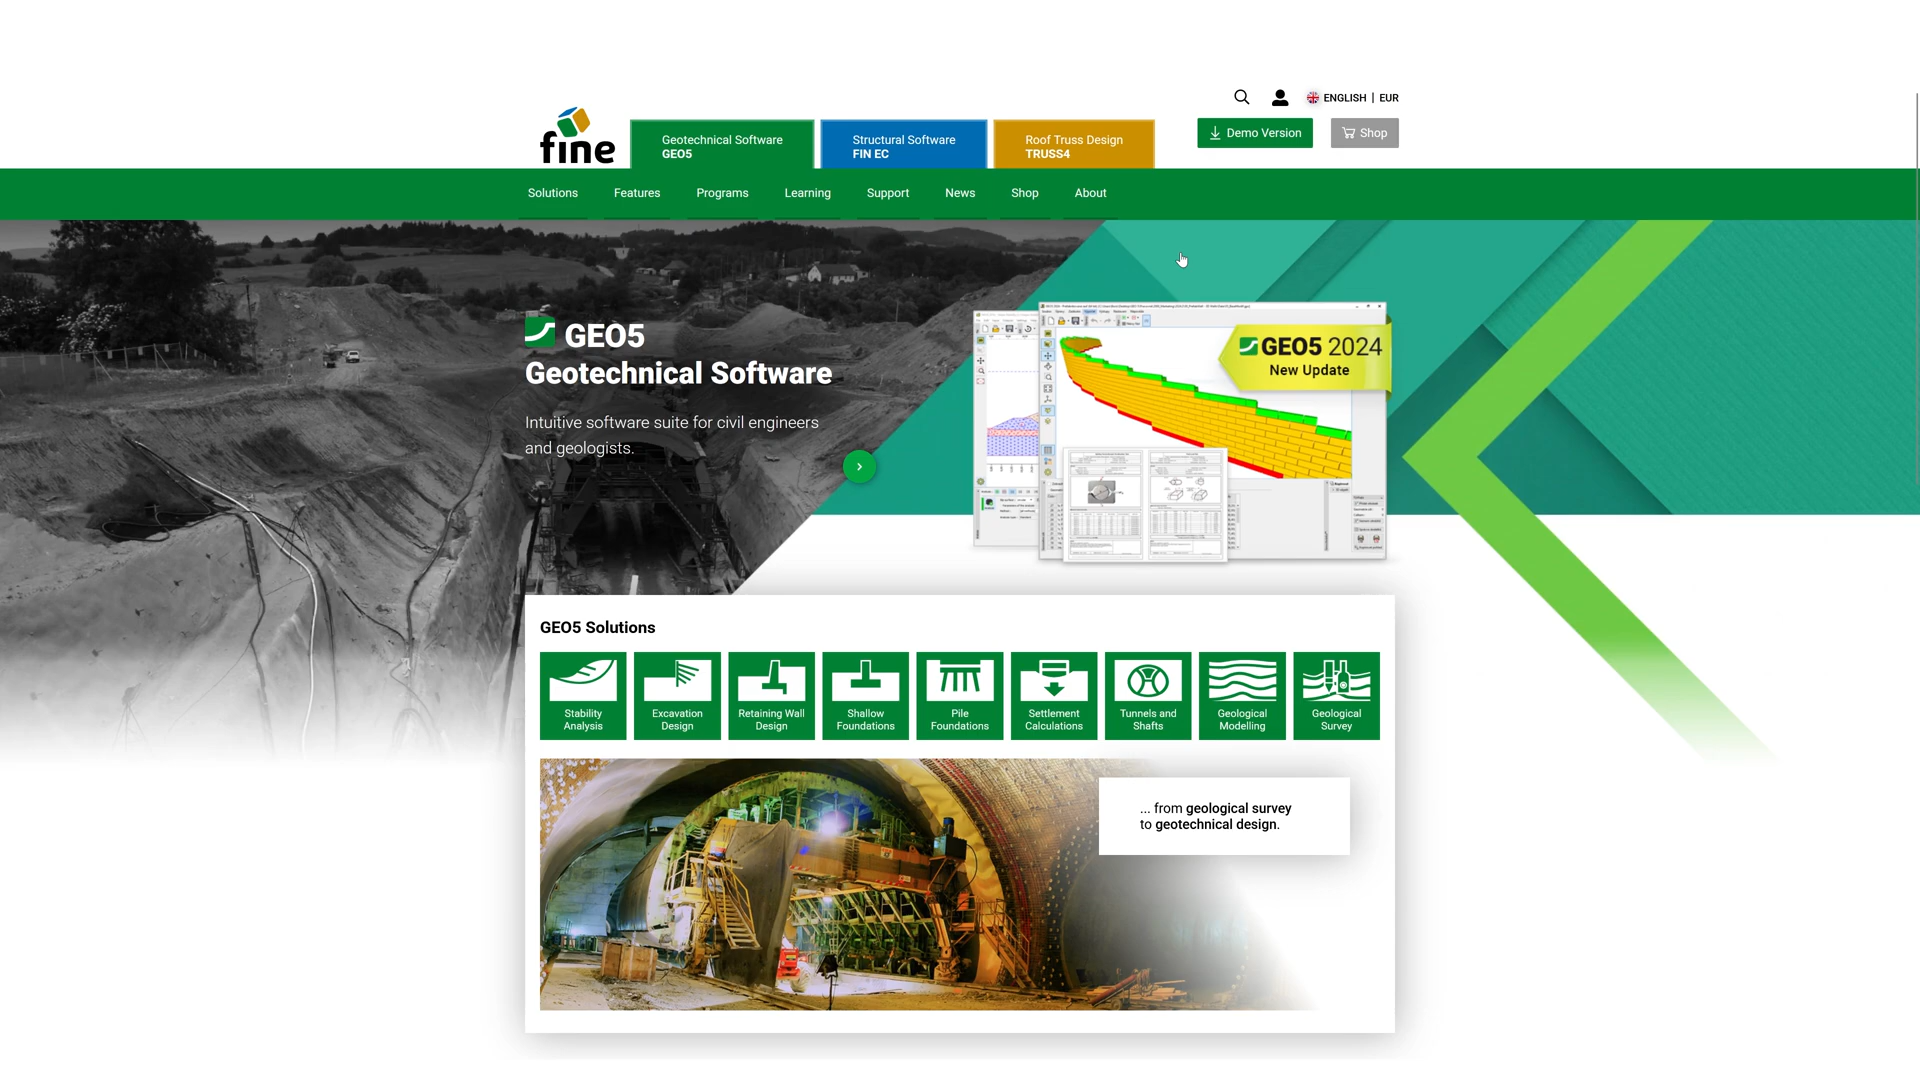 ENGLISH | EUR
fine
Geotechnical Software
GEO5
Structural Software
FIN EC
Roof Truss Design
TRUSS4
Demo Version
Shop
Solutions
Features
Programs
Learning
Support
News
Shop
About
GEO5
Geotechnical Software
Intuitive software suite for civil engineers
and geologists.
GEO5 2024
New Update
GEO5 Solutions
Stability
Analysis
Excavation
Design
Retaining Wall
Design
Shallow
Foundations
Pile
Foundations
Settlement
Calculations
Tunnels and
Shafts
Geological
Modelling
Geological
Survey
... from geological survey
to geotechnical design.